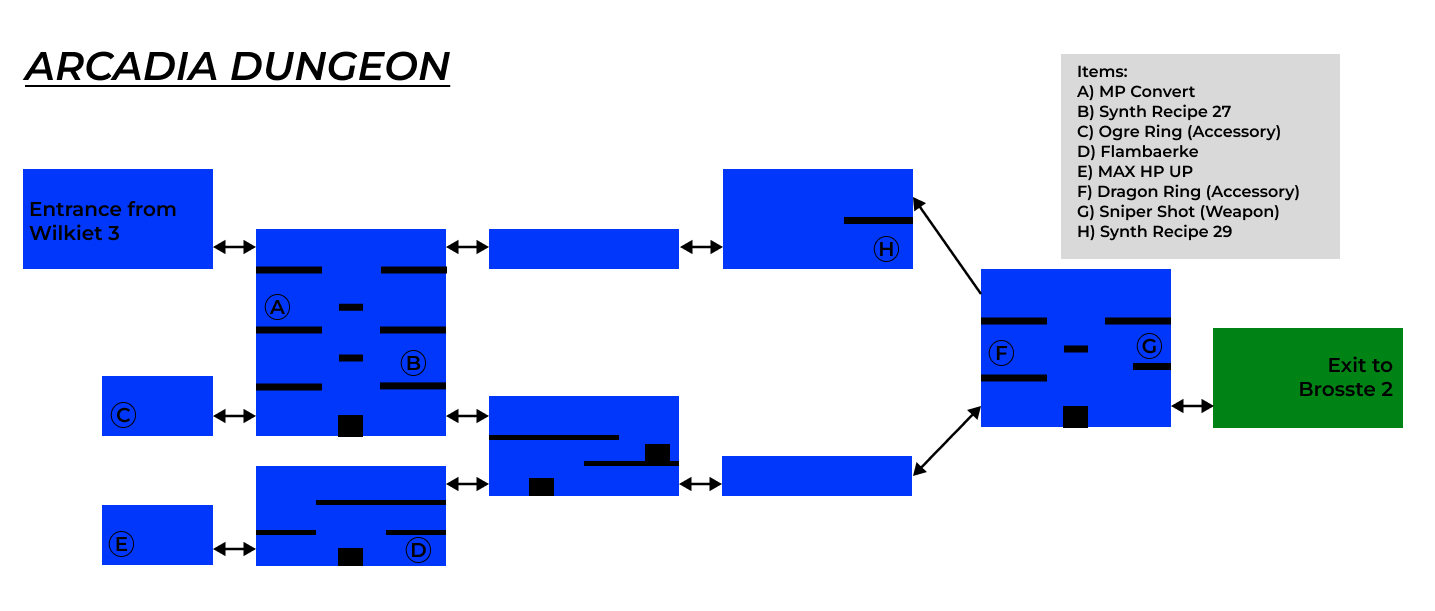 ARCADIA DUNGEON
Items:
A) MP Convert
B) Synth Recipe 27
C) Ogre Ring (Accessory)
D) Flambaerke
E) MAX HP UP
F) Dragon Ring (Accessory)
G) Sniper Shot (Weapon)
H) Synth Recipe 29
Entrance from
Wilkiet 3
H
A
B
F
G
Exit to
Brosste 2
C
E
D